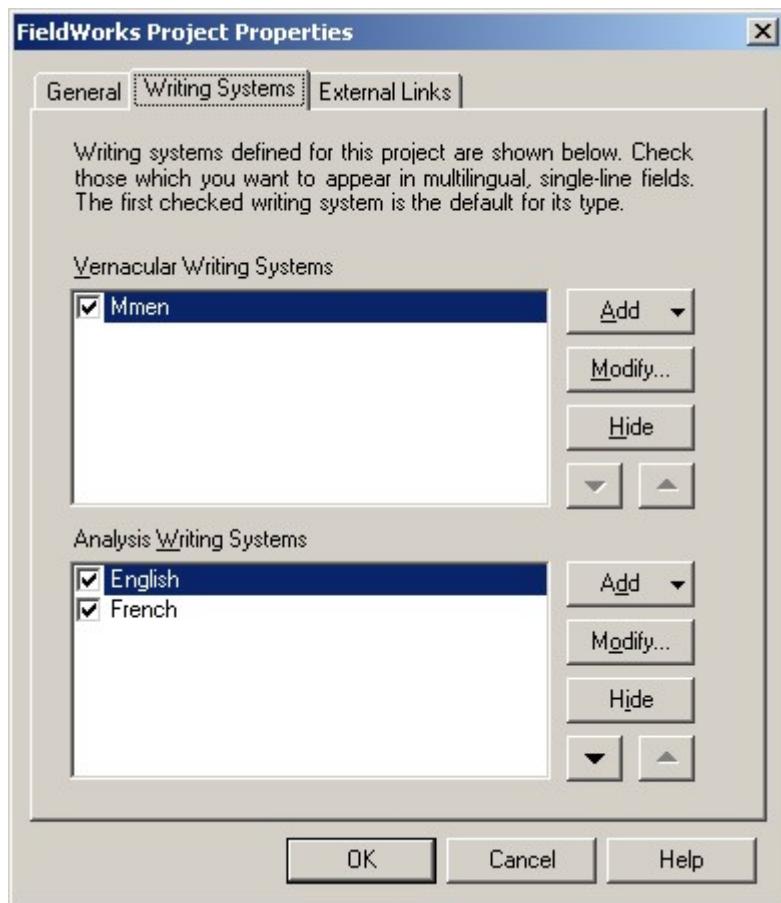 FieldWorks Project Properties
General Writing Systems External Links
Writing systems defined for this project are shown below. Check
those which you want to appear in multilingual, single-line fields.
The first checked writing system is the default for its type.
Vernacular Writing Systems
Mmen
Add
Modify...
Hide
Analysis Writing Systems
English
French
Add
Modify...
Hide
OK Cancel Help